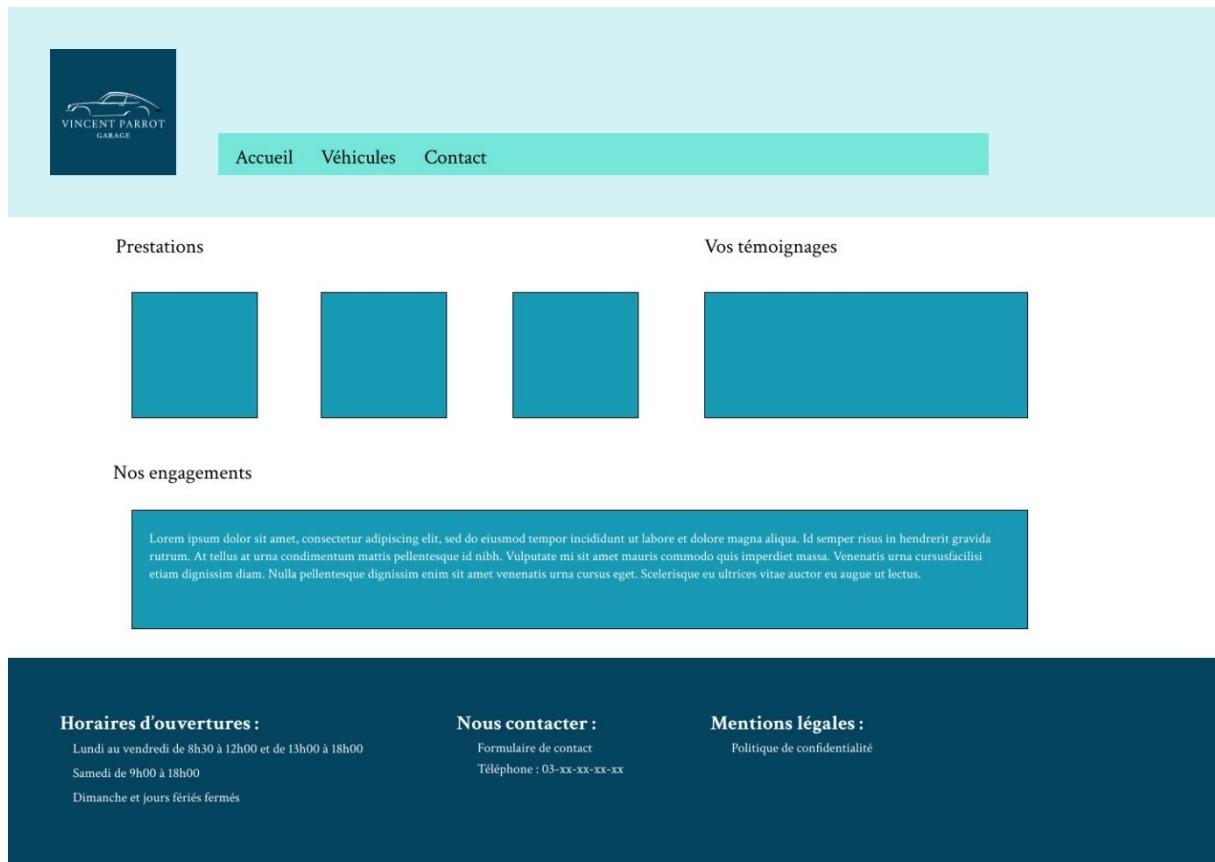 VINCENT PARROT
GARAGE
Accueil Véhicules Contact
Prestations
Vos témoignages
Nos engagements
Lorem ipsum dolor sit amet, consectetur adipiscing elit, sed do eiusmod tempor incididunt ut labore et dolore magna aliqua. Id semper risus in hendrerit gravida
rutrum. At tellus at urna condimentum mattis pellentesque id nibh. Vulputate mi sit amet mauris commodo quis imperdiet massa. Venenatis urna cursusfacilisi
etiam dignissim diam. Nulla pellentesque dignissim enim sit amet venenatis urna cursus eget. Scelerisque eu ultrices vitae auctor eu augue ut lectus.
Horaires d'ouvertures :
Lundi au vendredi de 8h30 à 12h00 et de 13h00 à 18h00
Samedi de 9h00 à 18h00
Dimanche et jours fériés fermés
Nous contacter :
Formulaire de contact
Téléphone : 03-xx-xx-xx-xx
Mentions légales :
Politique de confidentialité